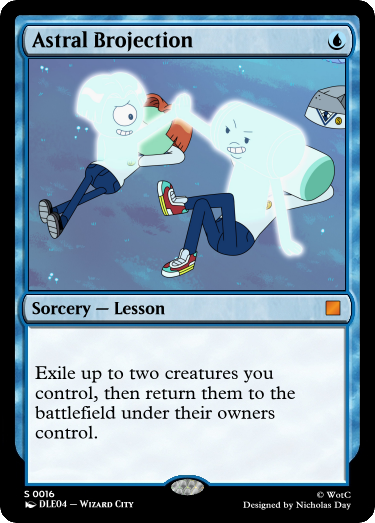 Astral Brojection
Sorcery — Lesson
Exile up to two creatures you
control, then return them to the
battlefield under their owners
control.
S 0016
© WotC
DLE04 — Wizard City
Designed by Nicholas Day